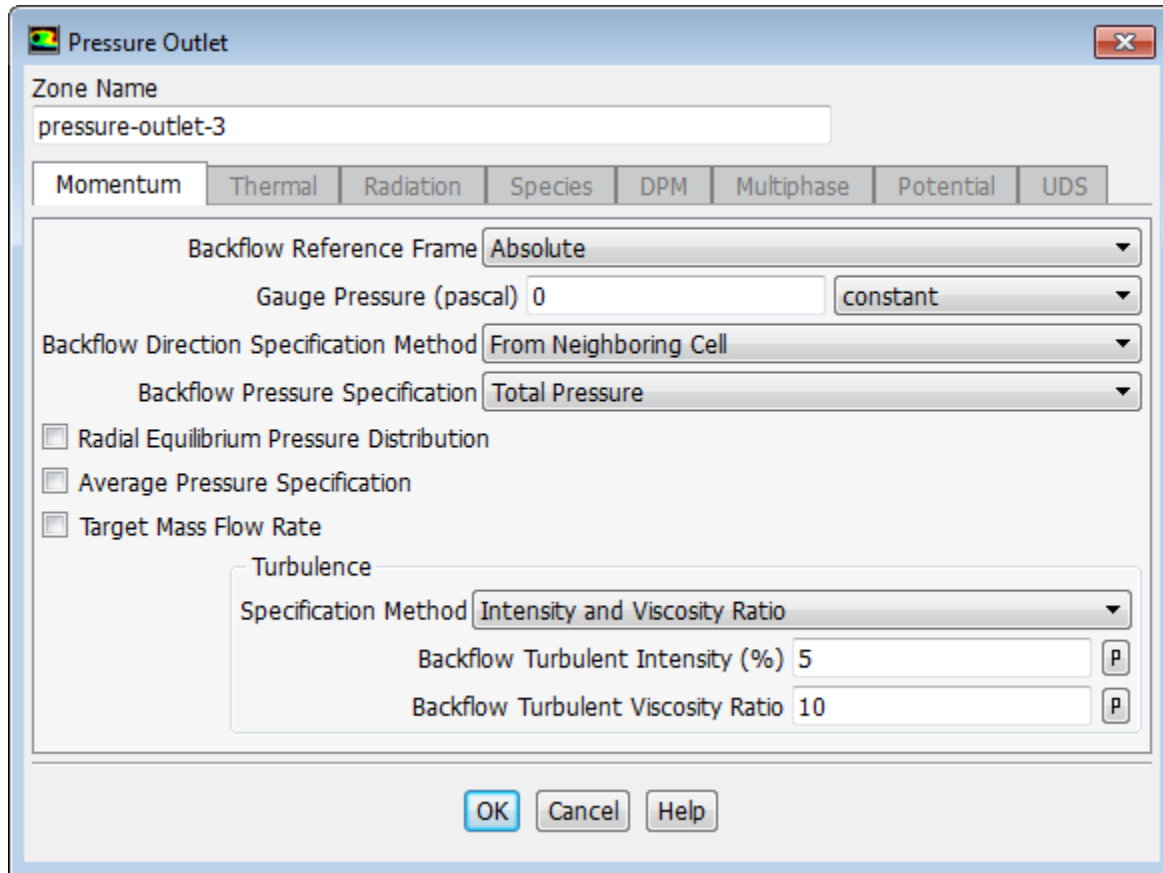 Pressure Outlet
Zone Name
pressure-outlet-3
Momentum Thermal Radiation Species DPM Multiphase Potential UDS
Backflow Reference Frame Absolute
Gauge Pressure (pascal) 0 constant
Backflow Direction Specification Method From Neighboring Cell
Backflow Pressure Specification Total Pressure
Radial Equilibrium Pressure Distribution
Average Pressure Specification
Target Mass Flow Rate
Turbulence
Specification Method Intensity and Viscosity Ratio
Backflow Turbulent Intensity (%) 5 P
Backflow Turbulent Viscosity Ratio 10 P
OK Cancel Help